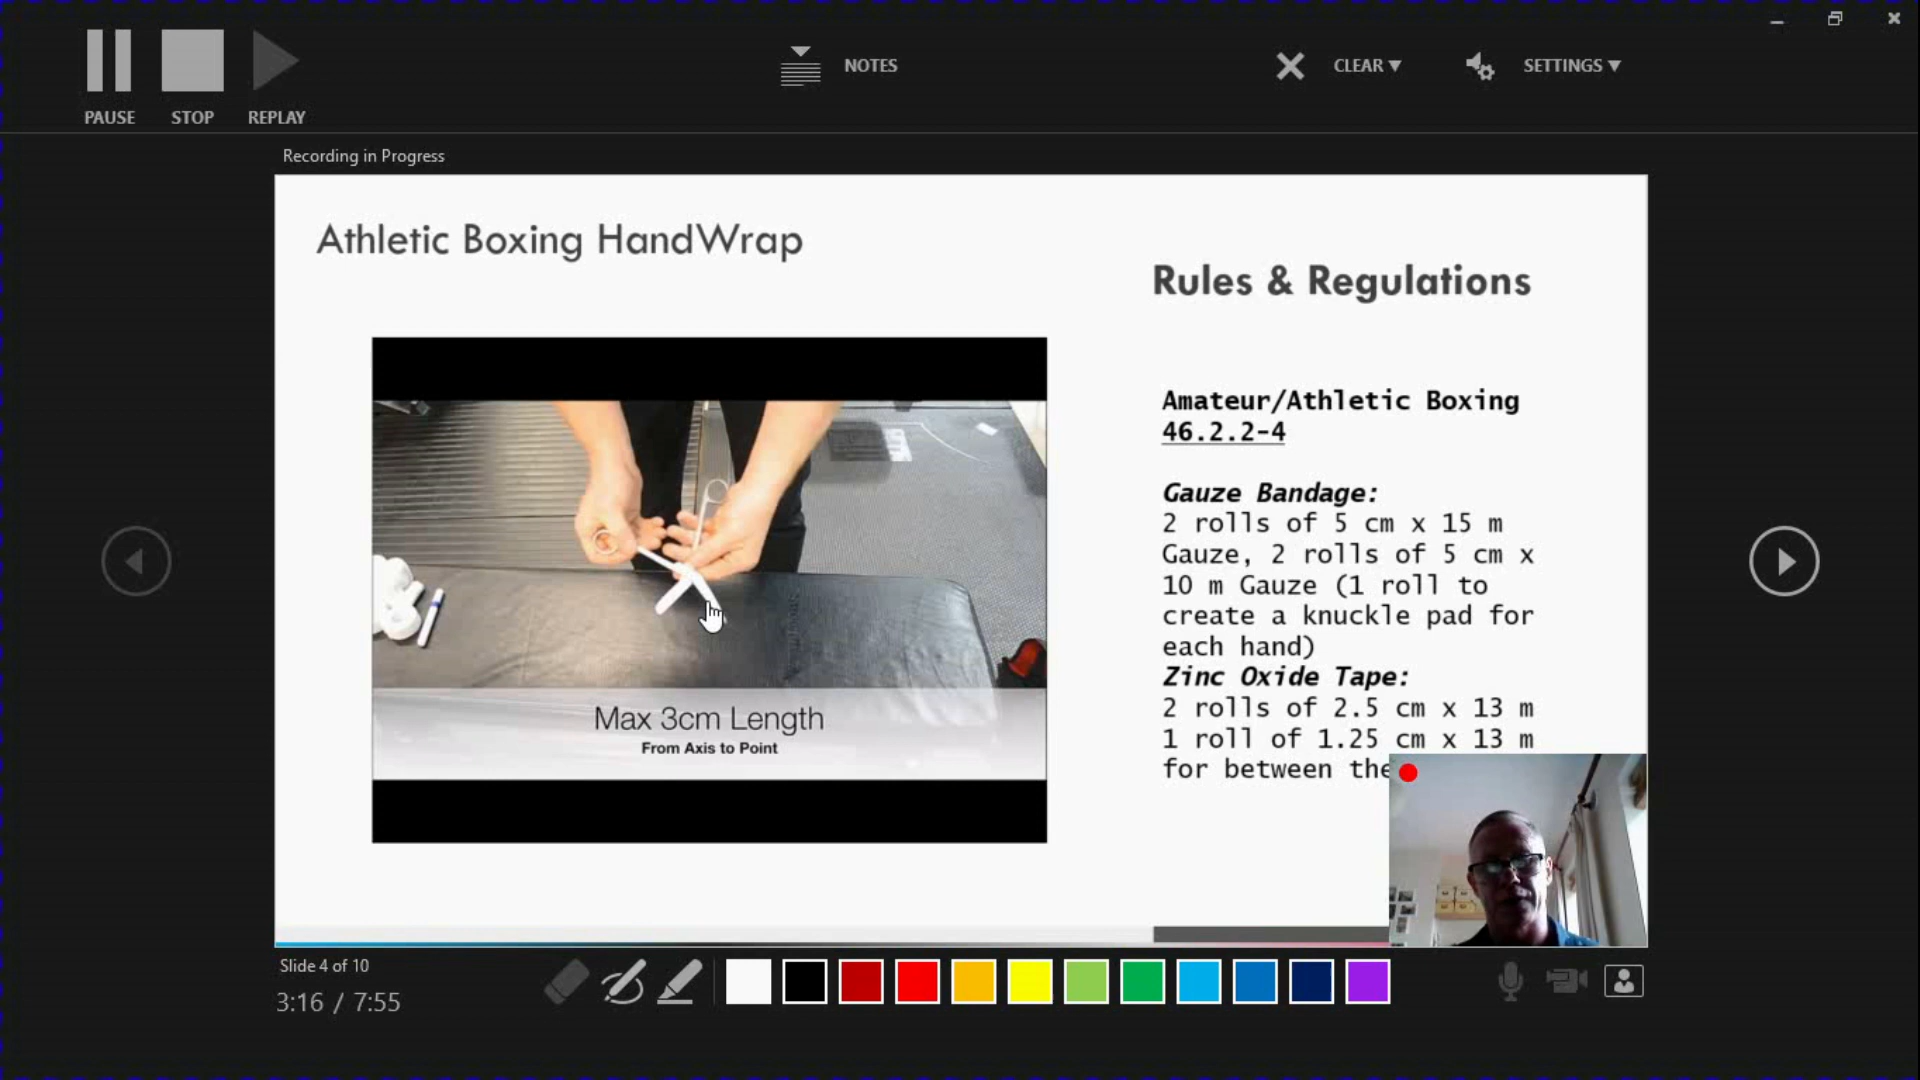 PAUSE
STOP
REPLAY
NOTES
CLEAR
SETTINGS
Recording in Progress
Athletic Boxing HandWrap
Rules & Regulations
Amateur/Athletic Boxing
46.2.2-4
Gauze Bandage:
2 rolls of 5 cm x 15 m
Gauze, 2 rolls of 5 cm x
10 m Gauze (1 roll to
create a knuckle pad for
each hand)
Zinc Oxide Tape:
2 rolls of 2.5 cm x 13 m
1 roll of 1.25 cm x 13 m
for between the
Max 3cm Length
From Axis to Point
Slide 4 of 10
3:16 / 7:55